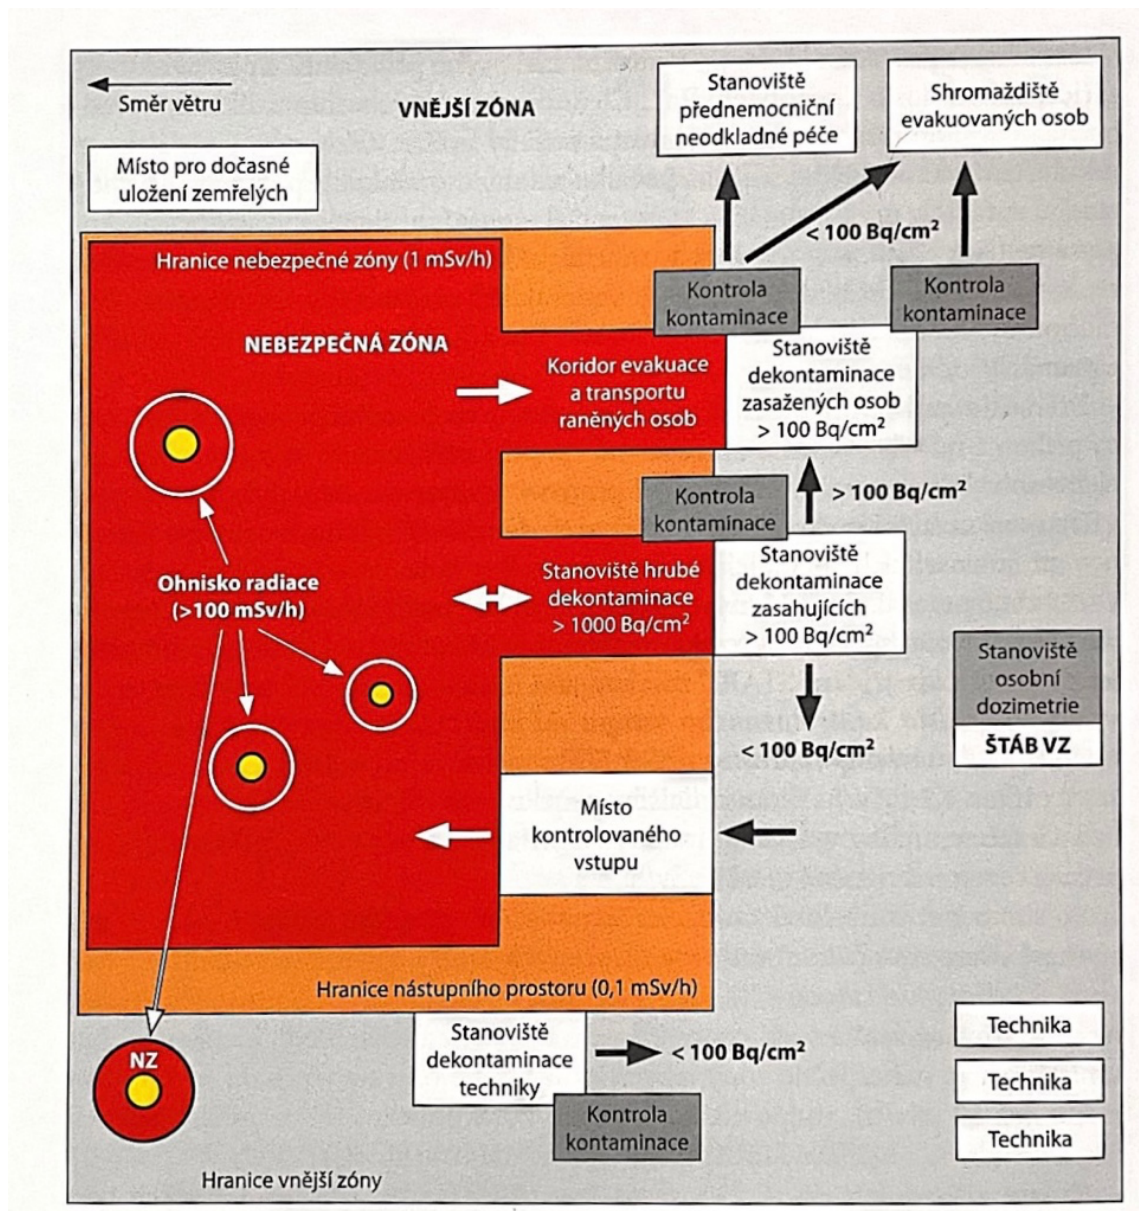 Směr větru
VNĚJŠÍ ZÓNA
Stanoviště
přednemocniční
neodkladné péče
Shromaždiště
evakuovaných osob
Místo pro dočasné
uložení zemřelých
< 100 Bq/cm²
Hranice nebezpečné zóny (1 mSv/h)
Kontrola
kontaminace
Kontrola
kontaminace
NEBEZPEČNÁ ZÓNA
Koridor evakuace
a transportu
raněných osob
Stanoviště
dekontaminace
zasažených osob
> 100 Bq/cm²
Kontrola
kontaminace
> 100 Bq/cm²
Ohnisko radiace
(>100 mSv/h)
Stanoviště hrubé
dekontaminace
> 1000 Bq/cm²
Stanoviště
dekontaminace
zasahujících
> 100 Bq/cm²
Stanoviště
osobní
dozimetrie
ŠTÁB VZ
< 100 Bq/cm²
Místo
kontrolovaného
vstupu
Hranice nástupního prostoru (0,1 mSv/h)
NZ
Stanoviště
dekontaminace
techniky
< 100 Bq/cm²
Kontrola
kontaminace
Technika
Technika
Technika
Hranice vnější zóny